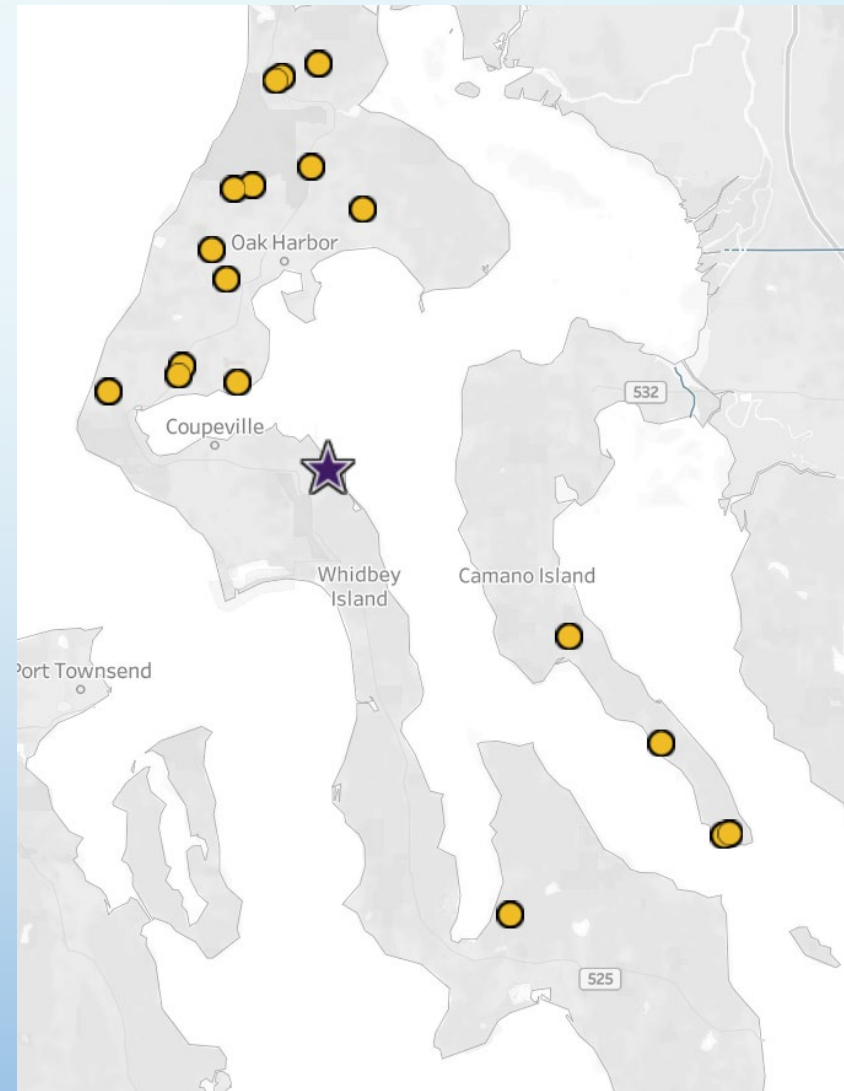 Oak Harbor
532
Coupeville
Whidbey
Island
Camano Island
Port Townsend
525